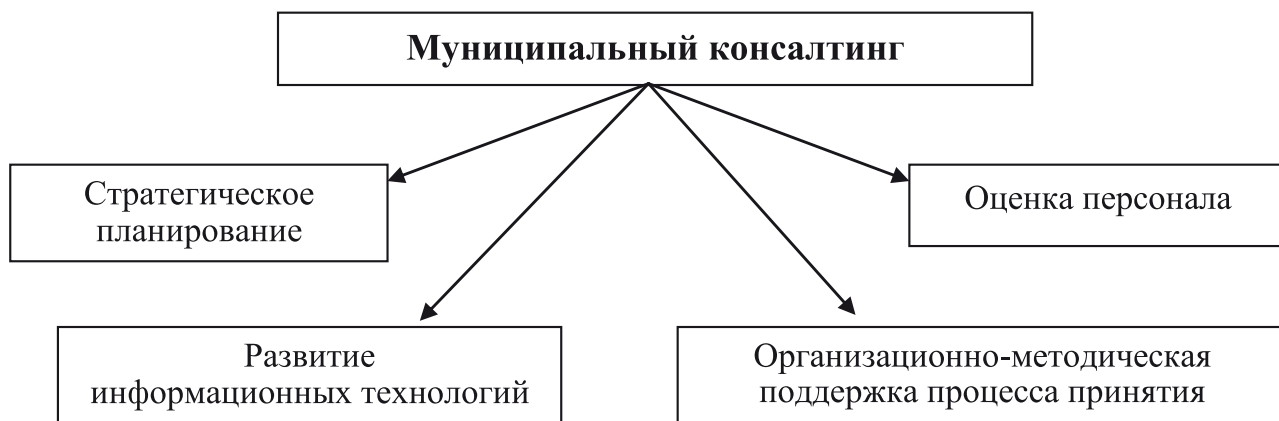 Муниципальный консалтинг
Стратегическое
планирование
Оценка персонала
Развитие
информационных технологий
Организационно-методическая
поддержка процесса принятия